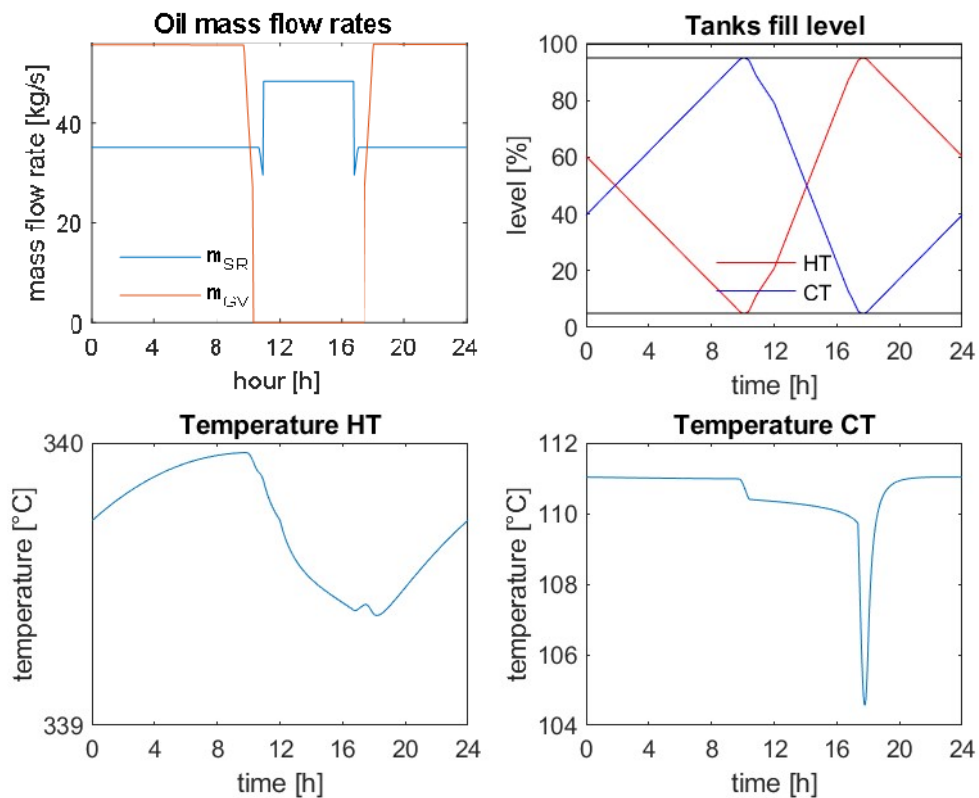 Oil mass flow rates
mass flow rate [kg/s]
40
20
0
m_SR
m_GV
0 4 8 12 16 20 24
hour [h]
Tanks fill level
level [%]
100
80
60
40
20
0
HT
CT
0 4 8 12 16 20 24
time [h]
Temperature HT
temperature [°C]
340
339
0 4 8 12 16 20 24
time [h]
Temperature CT
temperature [°C]
112
110
108
106
104
0 4 8 12 16 20 24
time [h]